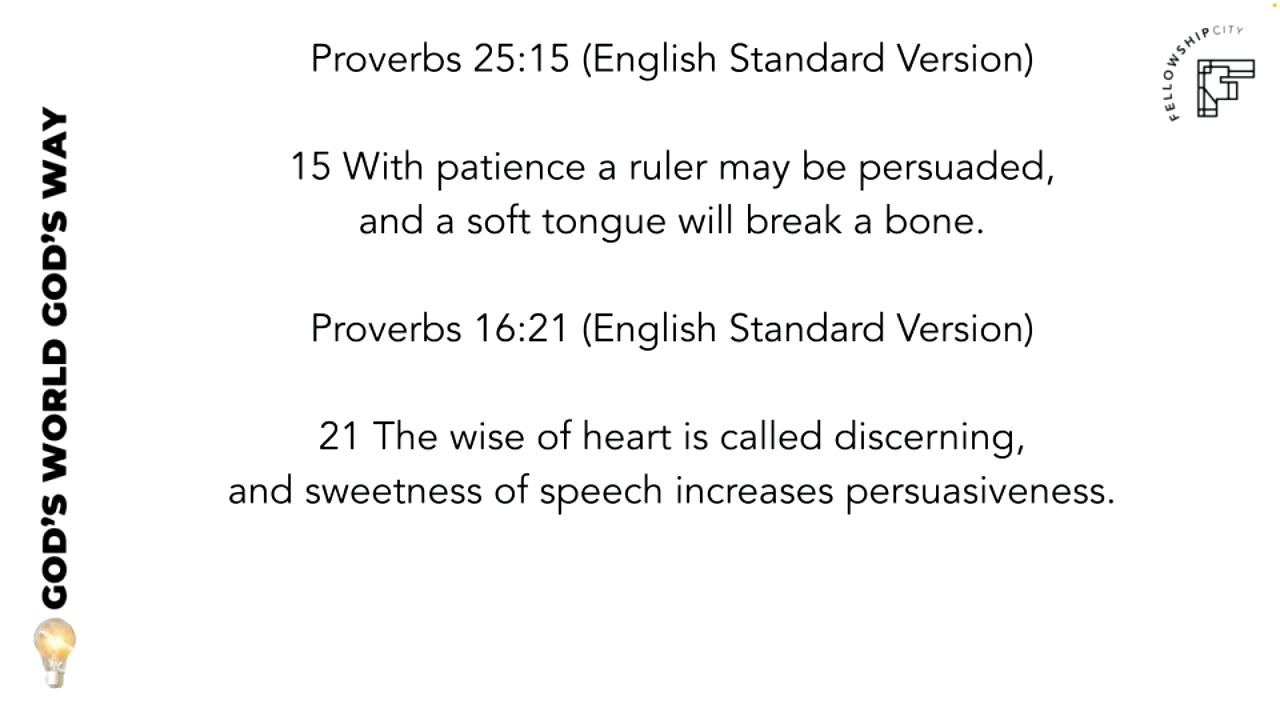 Proverbs 25:15 (English Standard Version)
15 With patience a ruler may be persuaded,
and a soft tongue will break a bone.
Proverbs 16:21 (English Standard Version)
21 The wise of heart is called discerning,
and sweetness of speech increases persuasiveness.
GOD'S WORLD GOD'S WAY
FELLOWSHIPCITY